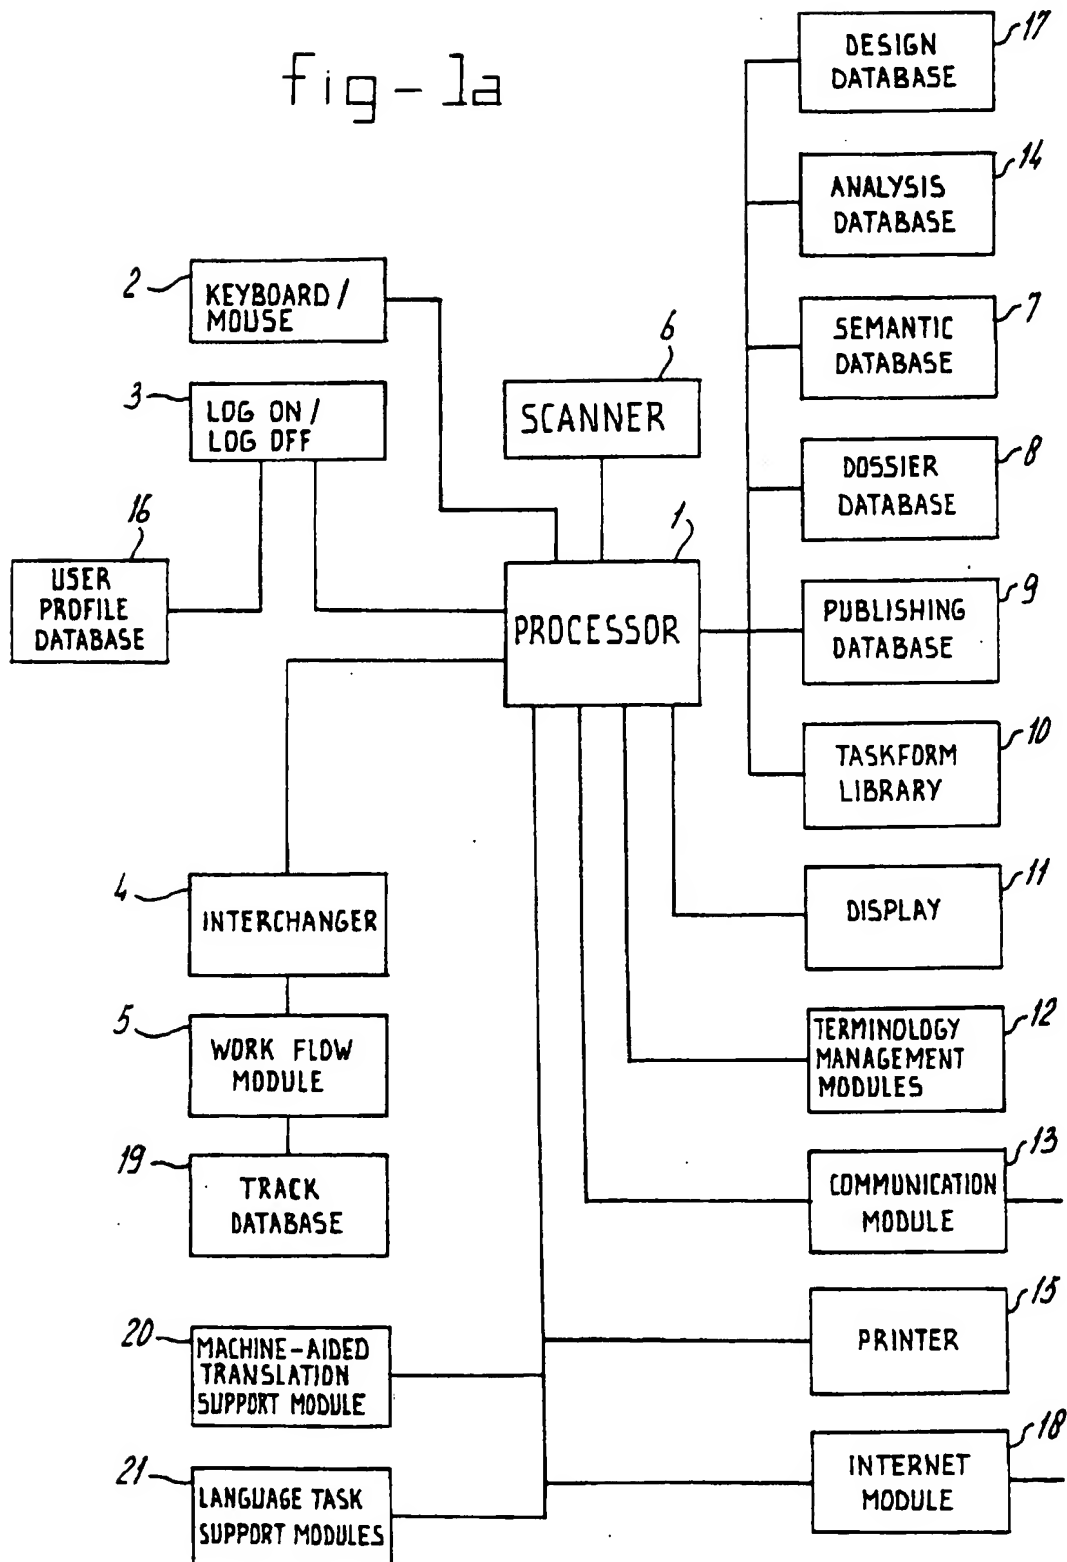 fig - 1a
17
DESIGN
DATABASE
14
ANALYSIS
DATABASE
2
KEYBOARD /
MOUSE
7
SEMANTIC
DATABASE
6
SCANNER
3
LOG ON /
LOG OFF
8
DOSSIER
DATABASE
16
USER
PROFILE
DATABASE
1
PROCESSOR
9
PUBLISHING
DATABASE
10
TASKFORM
LIBRARY
4
INTERCHANGER
11
DISPLAY
5
WORK FLOW
MODULE
12
TERMINOLOGY
MANAGEMENT
MODULES
19
TRACK
DATABASE
13
COMMUNICATION
MODULE
20
MACHINE-AIDED
TRANSLATION
SUPPORT MODULE
15
PRINTER
21
LANGUAGE TASK
SUPPORT MODULES
18
INTERNET
MODULE